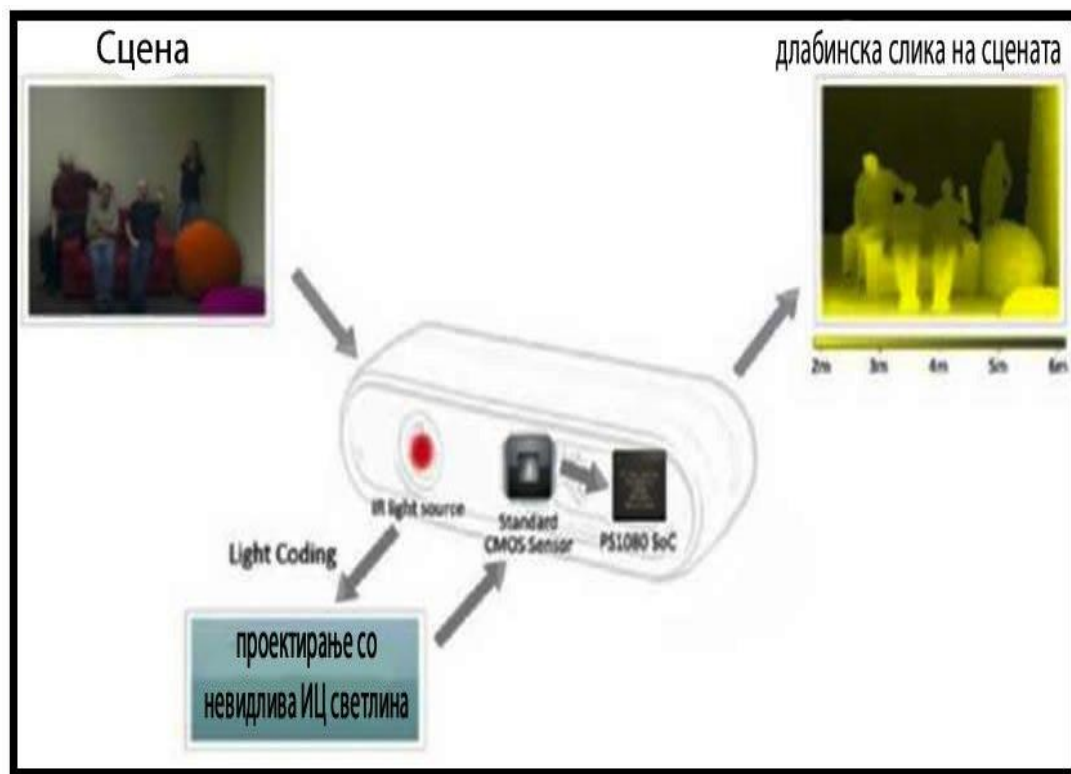 Сцена
длабинска слика на сцената
2m 3m 4m 5m 6m
IR light source
Standard
CMOS Sensor
PS1080 SoC
Light Coding
проектирање со
невидлива ИЦ светлина